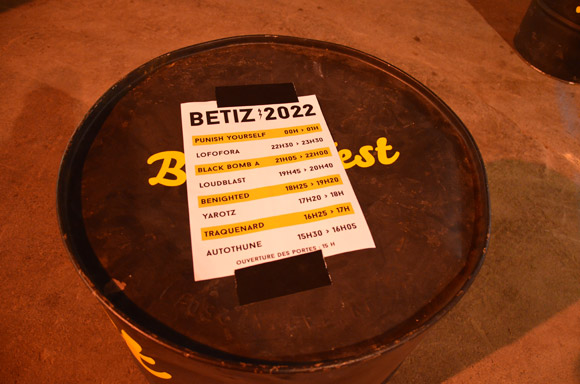 BETIZ 2022
PUNISH YOURSELF 00H > 01H
LOFOFORA 22H30 > 23H30
BLACK BOMB A 21H05 > 22H00
LOUDBLAST 19H45 > 20H40
BENIGHTED 18H25 > 19H20
YAROTZ 17H20 > 18H
TRAQUENARD 16H25 > 17H
AUTOTHUNE 15H30 > 16H05
OUVERTURE DES PORTES - 15 H